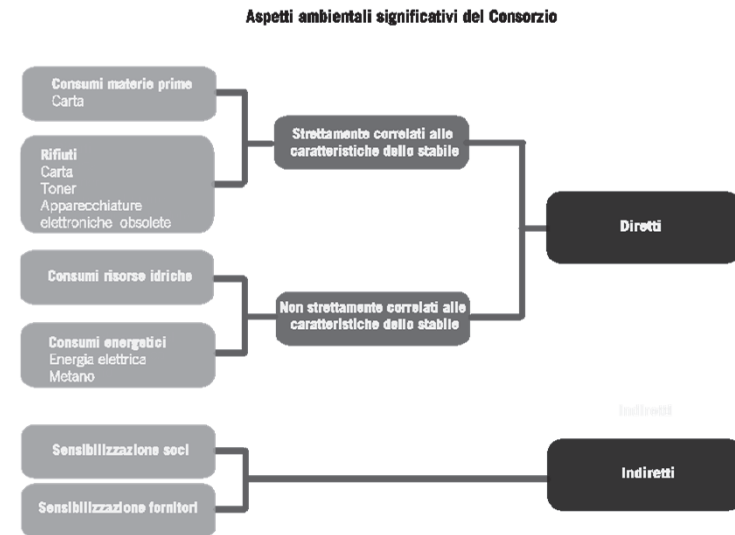 Aspetti ambientali significativi del Consorzio
Consumi materie prime
Carta
Strettamente correlati alle
caratteristiche dello stabile
Rifiuti
Carta
Toner
Apparecchiature
elettroniche obsolete
Diretti
Consumi risorse idriche
Non strettamente correlati alle
caratteristiche dello stabile
Consumi energetici
Energia elettrica
Metano
Indiretti
Sensibilizzazione soci
Indiretti
Sensibilizzazione fornitori